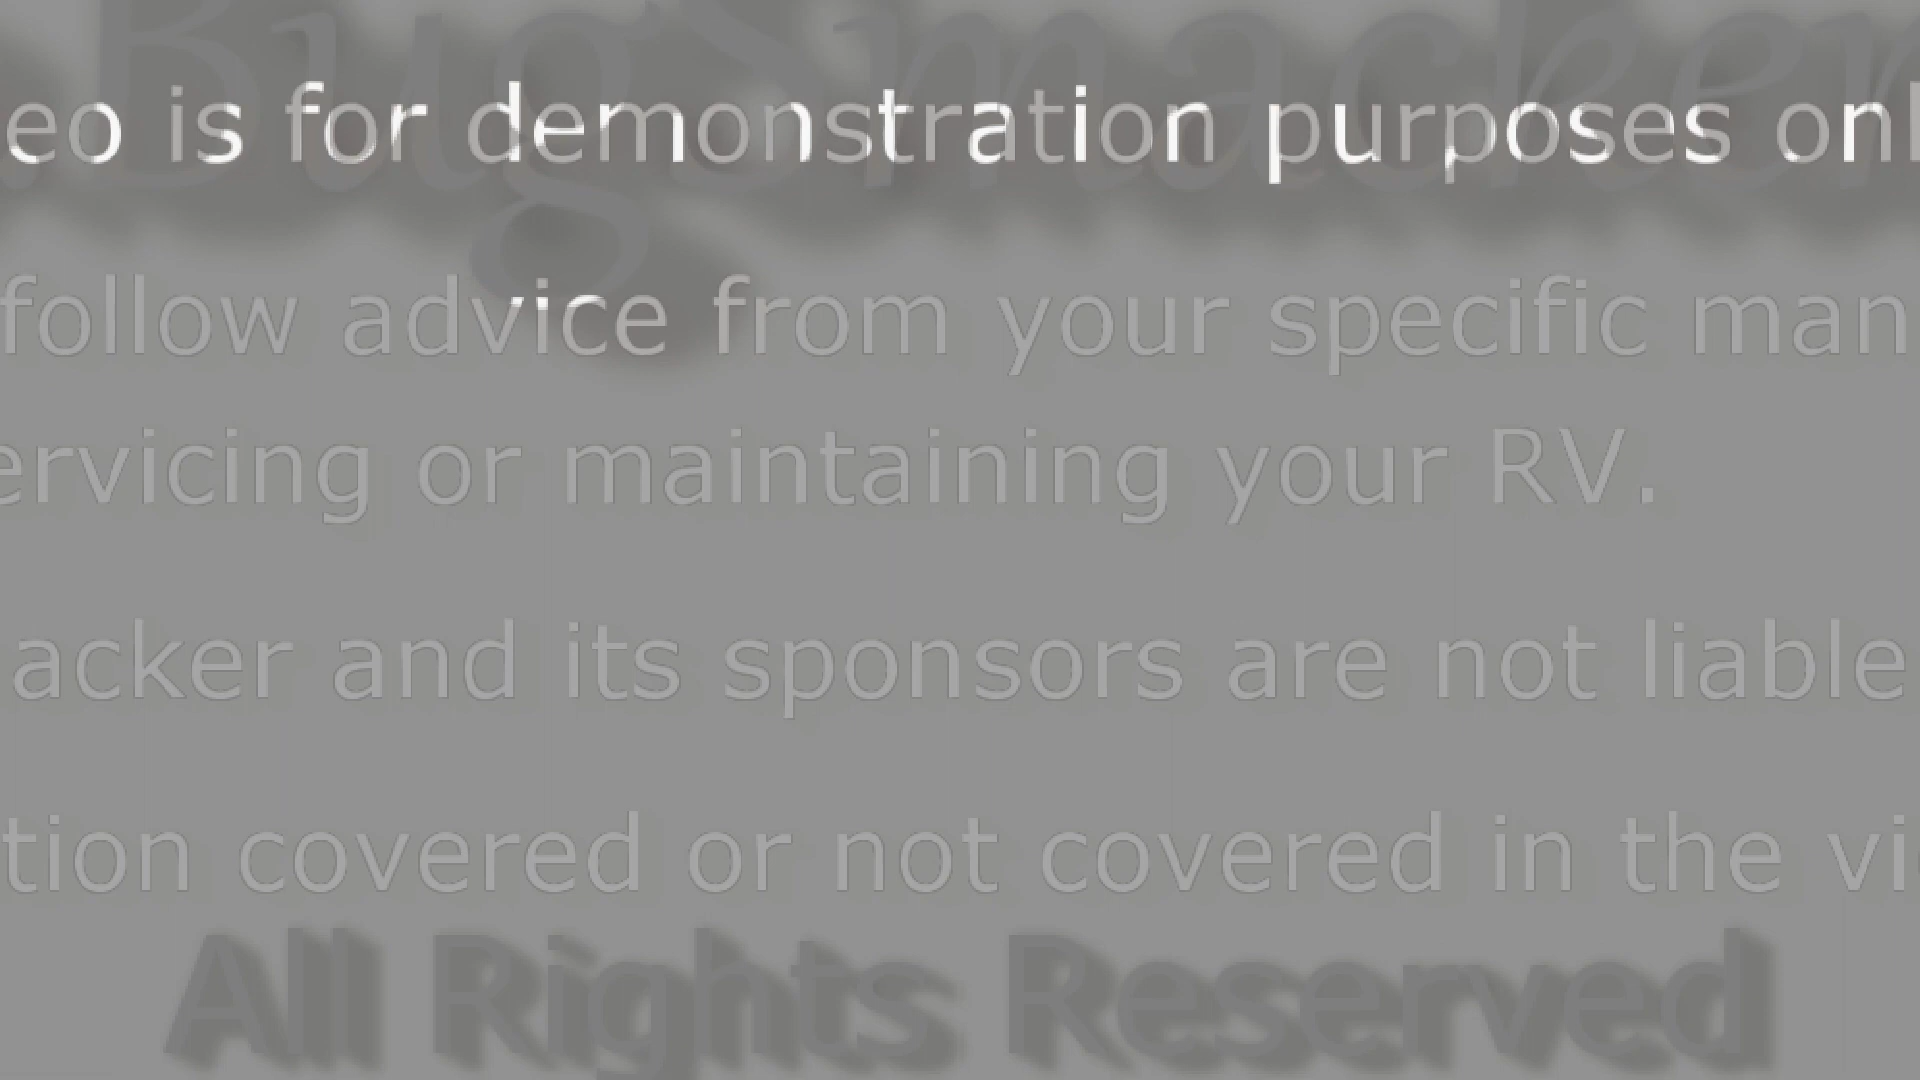 BugSmacker
eo is for demonstration purposes onl
follow advice from your specific man
ervicing or maintaining your RV.
acker and its sponsors are not liable
tion covered or not covered in the vi
All Rights Reserved